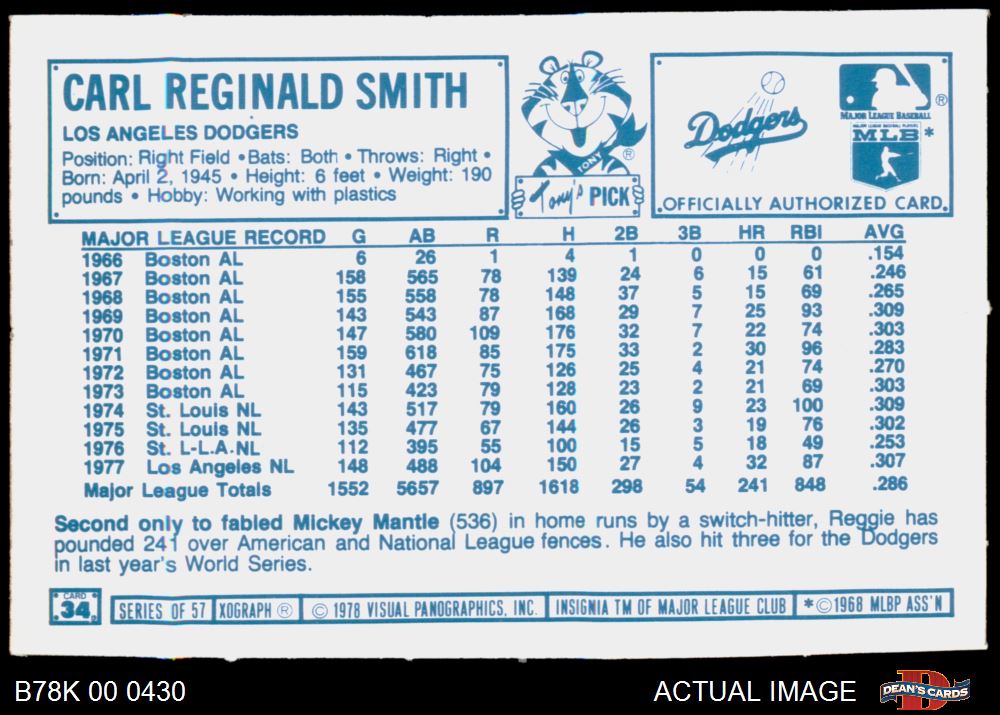 CARL REGINALD SMITH
LOS ANGELES DODGERS
Position: Right Field • Bats: Both • Throws: Right •
Born: April 2, 1945 • Height: 6 feet • Weight: 190
pounds • Hobby: Working with plastics
TONY
®
Tony's PICK
Dodgers
®
MAJOR LEAGUE BASEBALL
MAJOR LEAGUE BASEBALL PLAYERS
MLB *
OFFICIALLY AUTHORIZED CARD
MAJOR LEAGUE RECORD G AB R H 2B 3B HR RBI AVG
1966 Boston AL 6 26 1 4 1 0 0 0 .154
1967 Boston AL 158 565 78 139 24 6 15 61 .246
1968 Boston AL 155 558 78 148 37 5 15 69 .265
1969 Boston AL 143 543 87 168 29 7 25 93 .309
1970 Boston AL 147 580 109 176 32 7 22 74 .303
1971 Boston AL 159 618 85 175 33 2 30 96 .283
1972 Boston AL 131 467 75 126 25 4 21 74 .270
1973 Boston AL 115 423 79 128 23 2 21 69 .303
1974 St. Louis NL 143 517 79 160 26 9 23 100 .309
1975 St. Louis NL 135 477 67 144 26 3 19 76 .302
1976 St. L-L.A.NL 112 395 55 100 15 5 18 49 .253
1977 Los Angeles NL 148 488 104 150 27 4 32 87 .307
Major League Totals 1552 5657 897 1618 298 54 241 848 .286
Second only to fabled Mickey Mantle (536) in home runs by a switch-hitter, Reggie has
pounded 241 over American and National League fences. He also hit three for the Dodgers
in last year's World Series.
CARD
34
SERIES OF 57 XOGRAPH ® © 1978 VISUAL PANOGRAPHICS, INC. INSIGNIA TM OF MAJOR LEAGUE CLUB *©1968 MLBP ASS'N
B78K 00 0430
ACTUAL IMAGE
D
DEAN'S CARDS